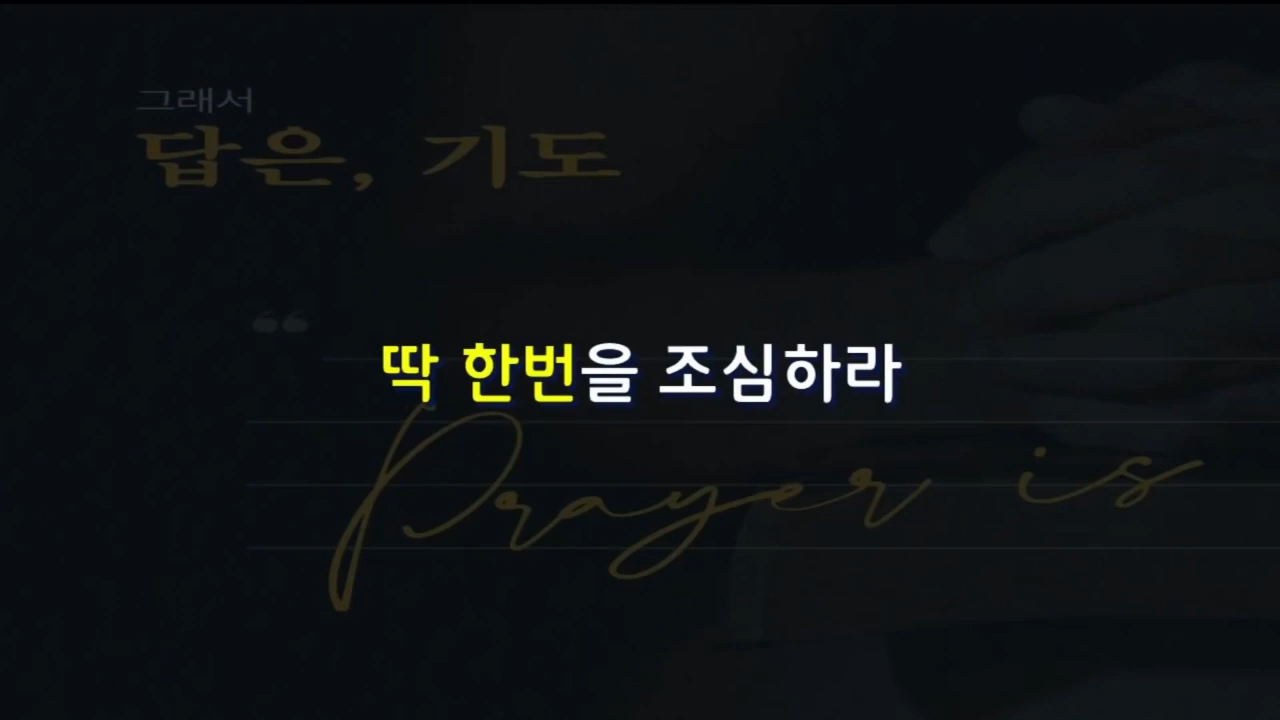 그래서
답은, 기도
“
딱 한번을 조심하라
Prayer is